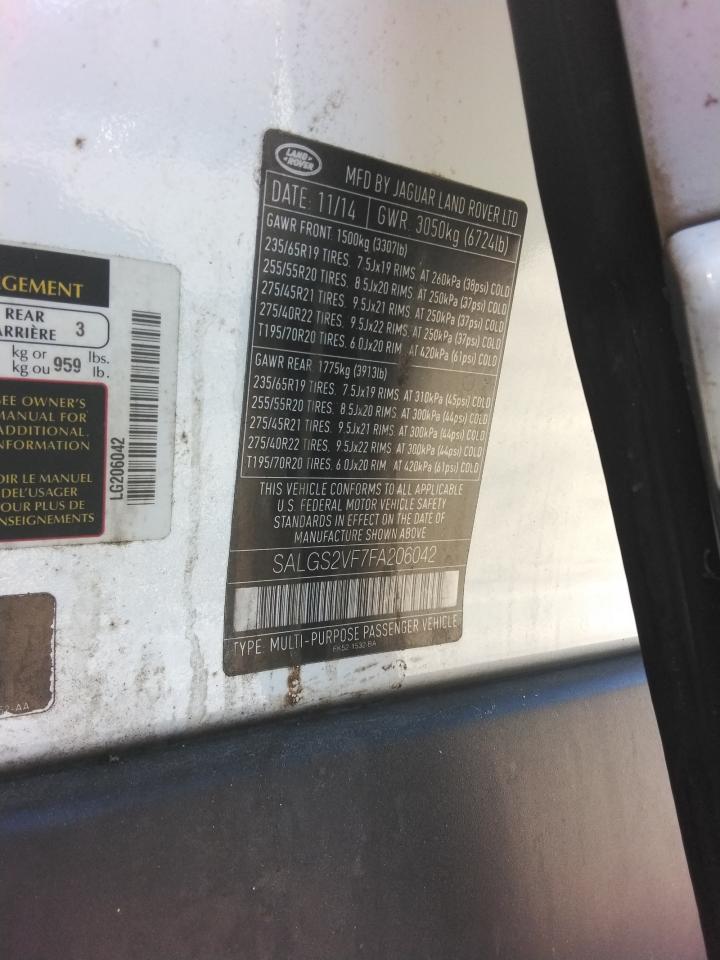 GEMENT
REAR
ARRIÈRE 3
kg or 959 lbs.
kg ou lb.
SEE OWNER'S
MANUAL FOR
ADDITIONAL
INFORMATION
OIR LE MANUEL
DEL'USAGER
POUR PLUS DE
NSEIGNEMENTS
LG206042
LAND
ROVER
MFD BY JAGUAR LAND ROVER LTD
DATE: 11/14 GWR. 3050kg (6724lb)
GAWR FRONT 1500kg (3307lb)
235/65R19 TIRES, 7.5Jx19 RIMS, AT 260kPa (38psi) COLD
255/55R20 TIRES, 8.5Jx20 RIMS, AT 250kPa (37psi) COLD
275/45R21 TIRES, 9.5Jx21 RIMS, AT 250kPa (37psi) COLD
275/40R22 TIRES, 9.5Jx22 RIMS, AT 250kPa (37psi) COLD
T195/70R20 TIRES, 6.0Jx20 RIM, AT 420kPa (61psi) COLD
GAWR REAR 1775kg (3913lb)
235/65R19 TIRES, 7.5Jx19 RIMS, AT 310kPa (45psi) COLD
255/55R20 TIRES, 8.5Jx20 RIMS, AT 300kPa (44psi) COLD
275/45R21 TIRES, 9.5Jx21 RIMS, AT 300kPa (44psi) COLD
275/40R22 TIRES, 9.5Jx22 RIMS, AT 300kPa (44psi) COLD
T195/70R20 TIRES, 6.0Jx20 RIM, AT 420kPa (61psi) COLD
THIS VEHICLE CONFORMS TO ALL APPLICABLE
U.S. FEDERAL MOTOR VEHICLE SAFETY
STANDARDS IN EFFECT ON THE DATE OF
MANUFACTURE SHOWN ABOVE
SALGS2VF7FA206042
TYPE: MULTI-PURPOSE PASSENGER VEHICLE
FK52 1532 BA